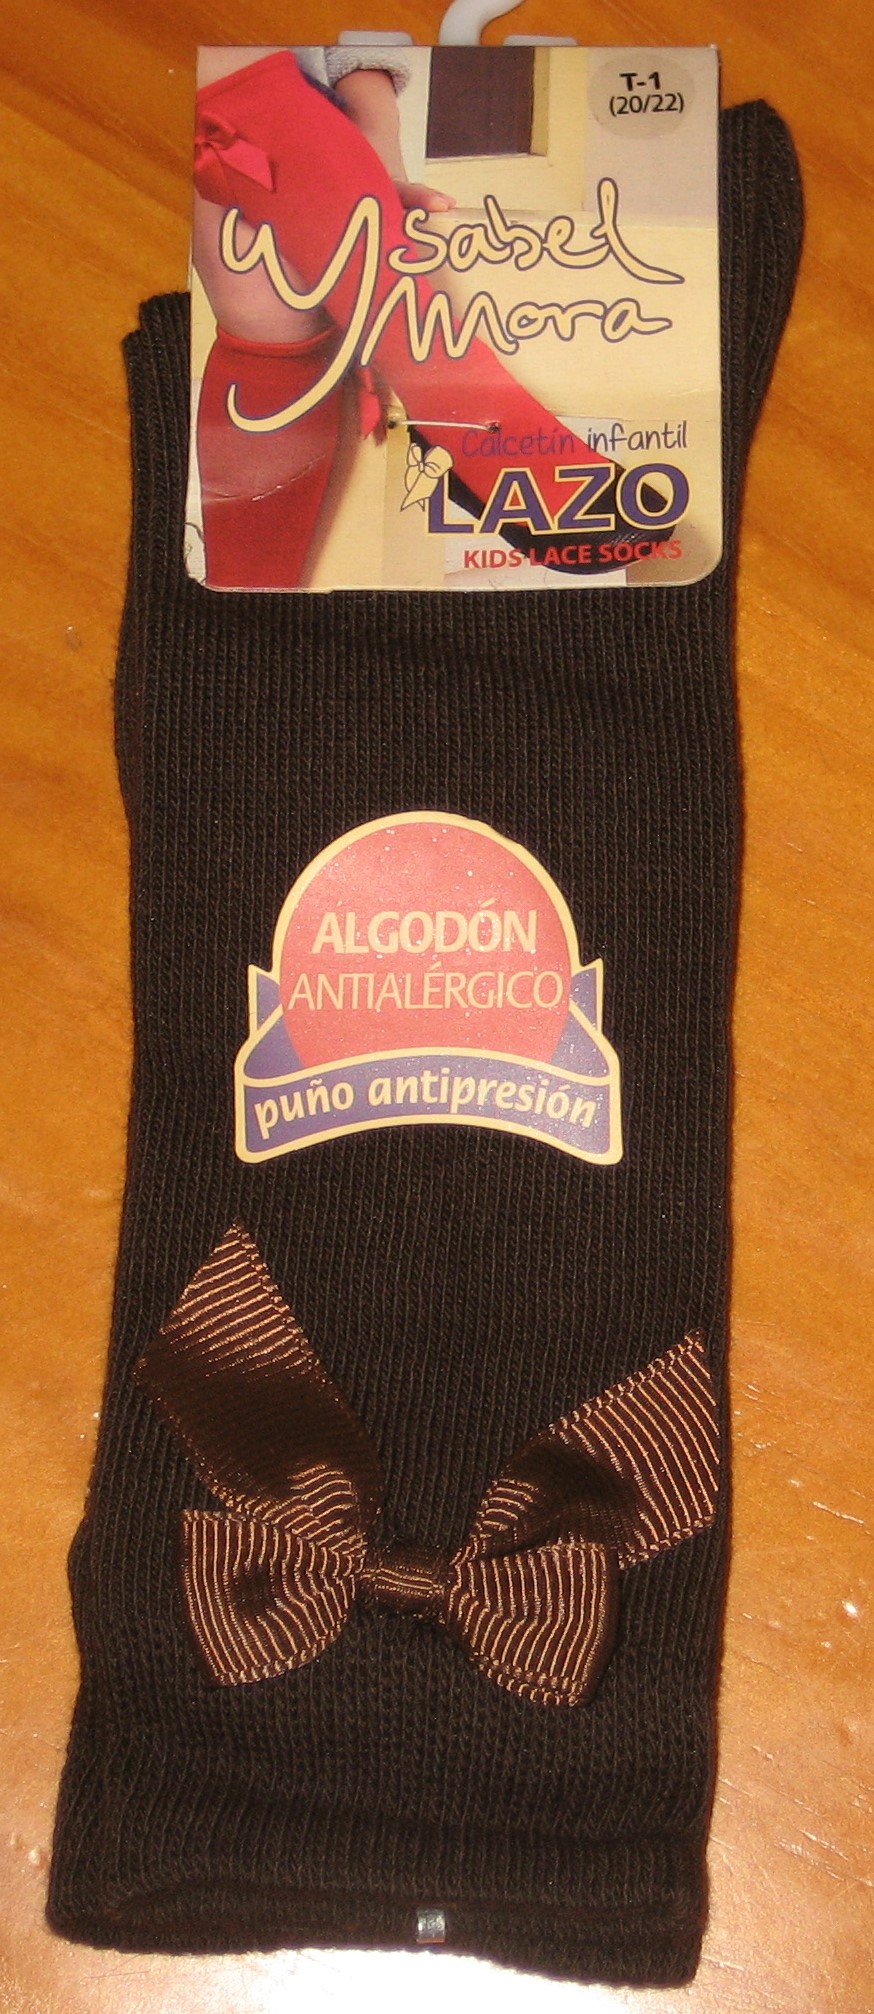 T-1
(20/22)
Ysabel
Mora
Calcetín infantil
LAZO
KIDS LACE SOCKS
ALGODÓN
ANTIALÉRGICO
puño antipresión